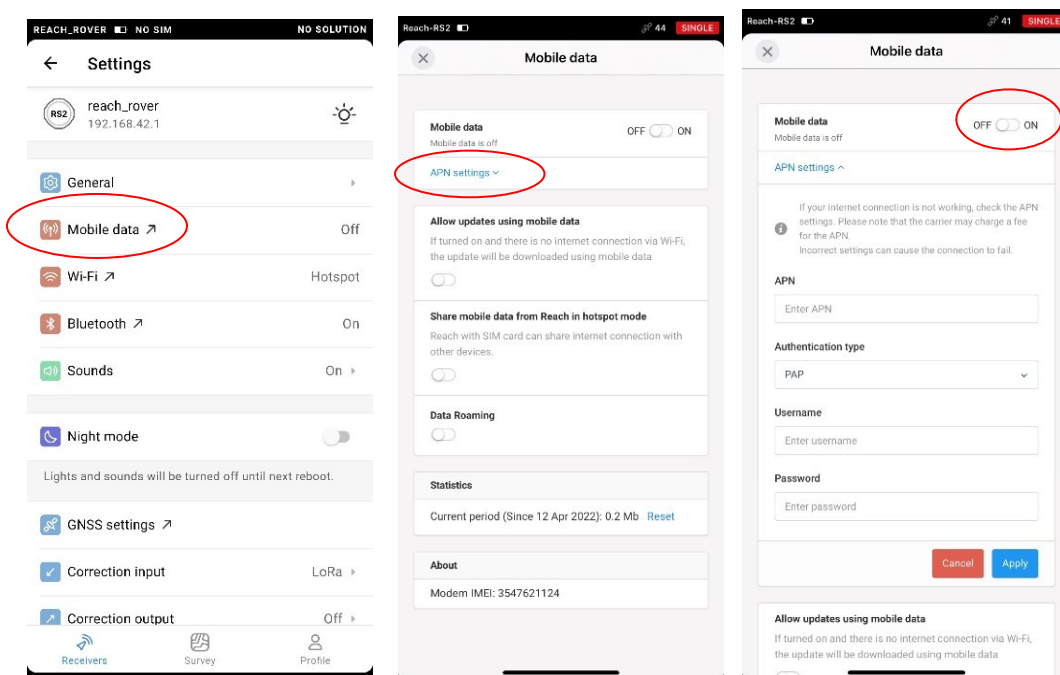 REACH_ROVER NO SIM NO SOLUTION
Settings
RS2
reach_rover
192.168.42.1
General
Mobile data Off
Wi-Fi Hotspot
Bluetooth On
Sounds On
Night mode
Lights and sounds will be turned off until next reboot.
GNSS settings
Correction input LoRa
Correction output Off
Receivers Survey Profile
Reach-RS2 44 SINGLE
Mobile data
Mobile data OFF ON
Mobile data is off
APN settings
Allow updates using mobile data
If turned on and there is no internet connection via Wi-Fi,
the update will be downloaded using mobile data
Share mobile data from Reach in hotspot mode
Reach with SIM card can share internet connection with
other devices.
Data Roaming
Statistics
Current period (Since 12 Apr 2022): 0.2 Mb Reset
About
Modem IMEI: 3547621124
Reach-RS2 41 SINGLE
Mobile data
Mobile data OFF ON
Mobile data is off
APN settings
If your internet connection is not working, check the APN
settings. Please note that the carrier may charge a fee
for the APN.
Incorrect settings can cause the connection to fail.
APN
Enter APN
Authentication type
PAP
Username
Enter username
Password
Enter password
Cancel Apply
Allow updates using mobile data
If turned on and there is no internet connection via Wi-Fi,
the update will be downloaded using mobile data